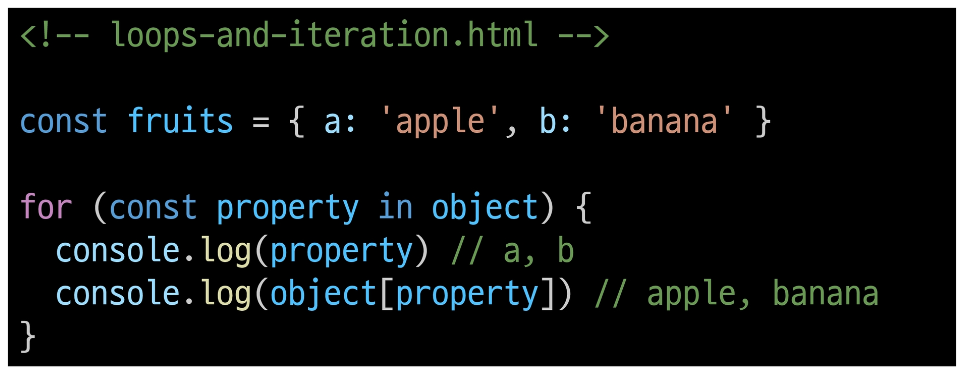 <!-- loops-and-iteration.html -->
const fruits = { a: 'apple', b: 'banana' }
for (const property in object) {
  console.log(property) // a, b
  console.log(object[property]) // apple, banana
}